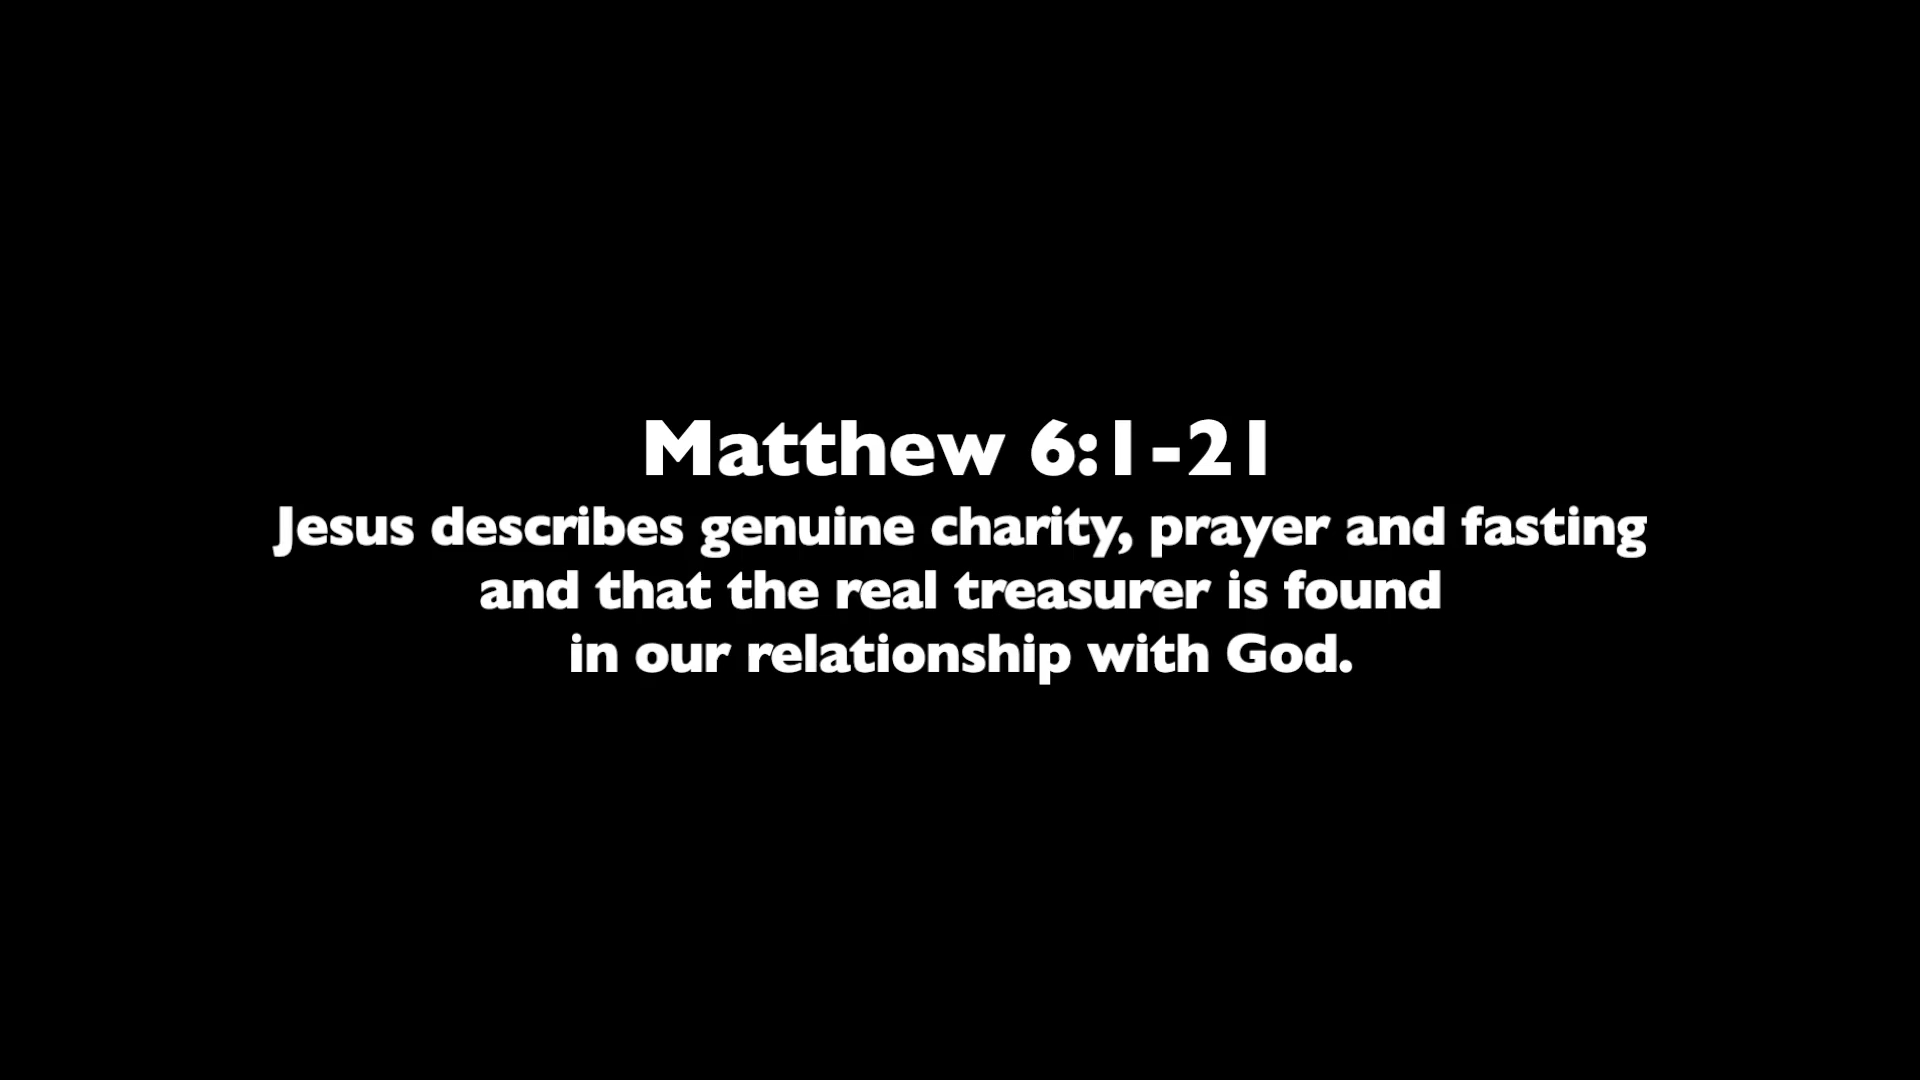 Matthew 6:1-21
Jesus describes genuine charity, prayer and fasting
and that the real treasurer is found
in our relationship with God.